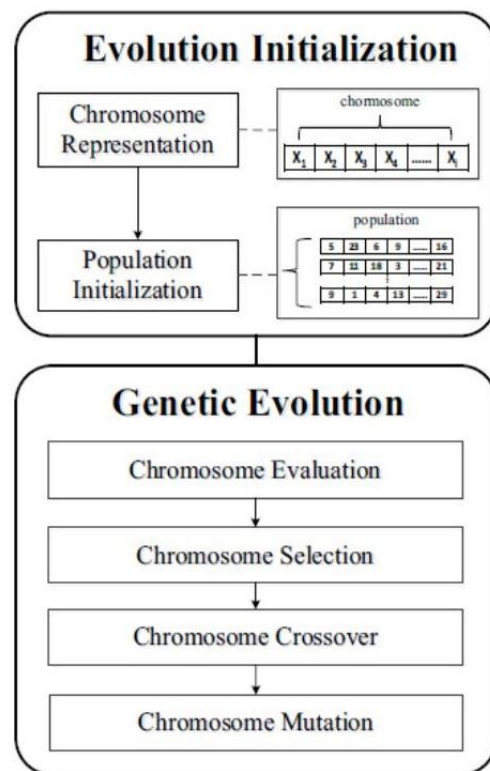 Evolution Initialization
Chromosome
Representation
chormosome
X1 X2 X3 X4 ...... Xi
Population
Initialization
population
5 23 6 9 ...... 16
7 11 18 3 ...... 21
9 1 4 13 ...... 29
Genetic Evolution
Chromosome Evaluation
Chromosome Selection
Chromosome Crossover
Chromosome Mutation